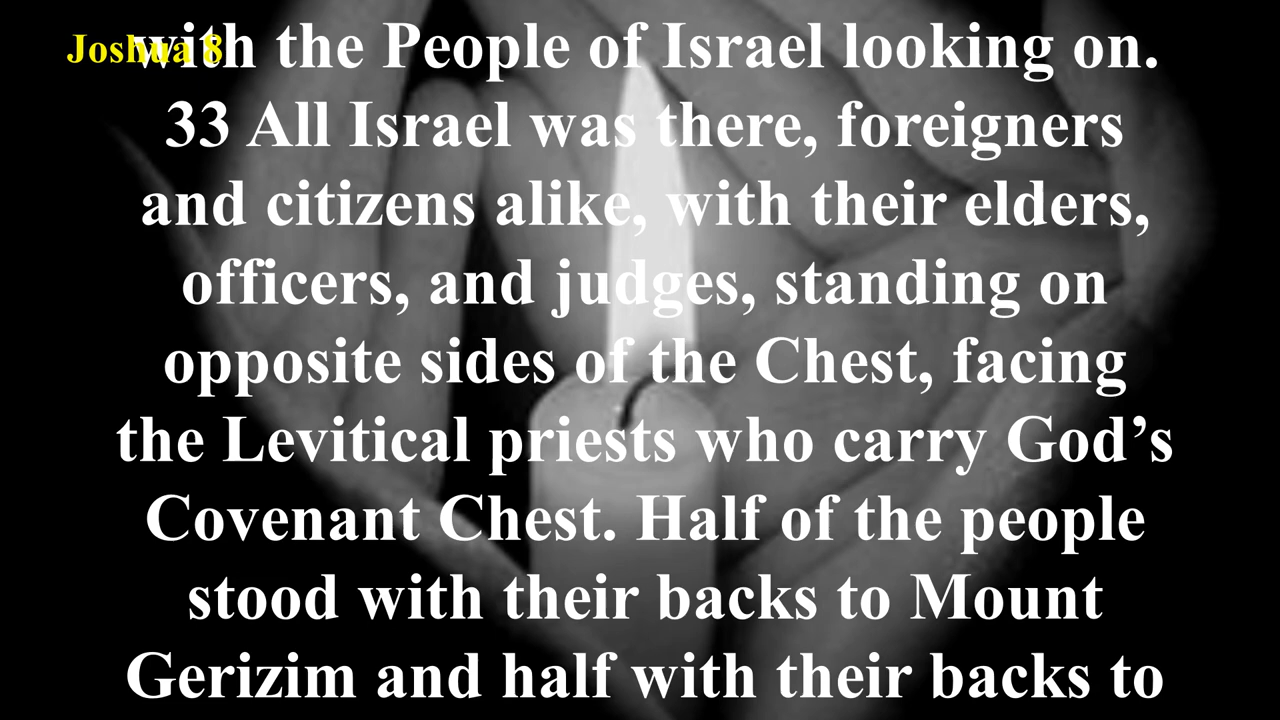 Joshua 8
with the People of Israel looking on.
33 All Israel was there, foreigners
and citizens alike, with their elders,
officers, and judges, standing on
opposite sides of the Chest, facing
the Levitical priests who carry God’s
Covenant Chest. Half of the people
stood with their backs to Mount
Gerizim and half with their backs to